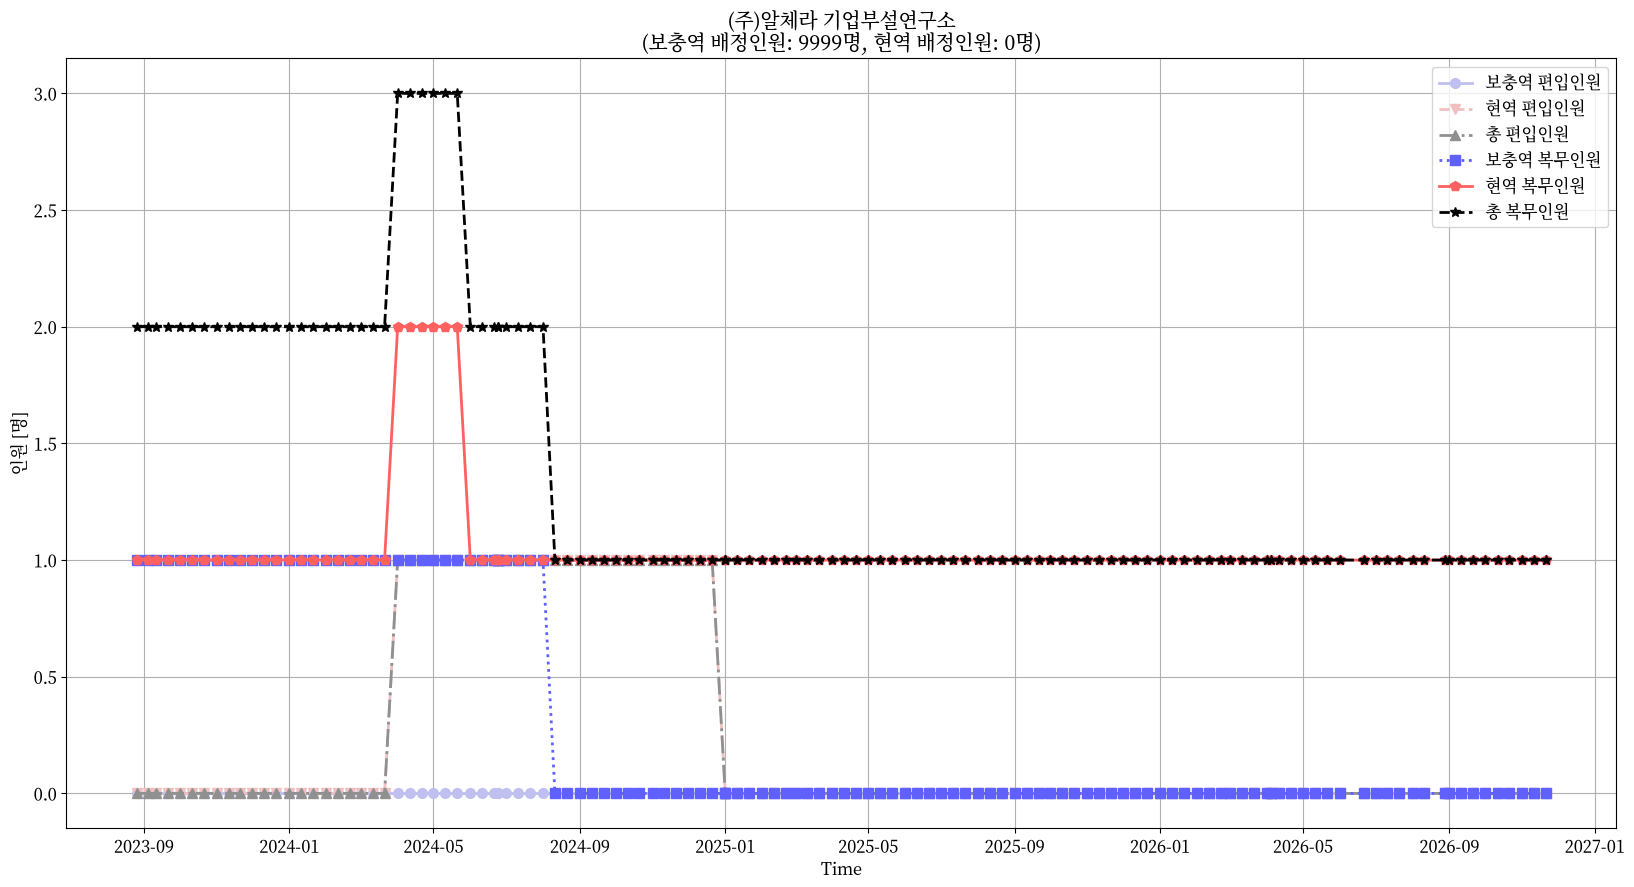 (주)알체라 기업부설연구소
(보충역 배정인원: 9999명, 현역 배정인원: 0명)
보충역 편입인원
현역 편입인원
총 편입인원
보충역 복무인원
현역 복무인원
총 복무인원
인원 [명]
3.0
2.5
2.0
1.5
1.0
0.5
0.0
2023-09 2024-01 2024-05 2024-09 2025-01 2025-05 2025-09 2026-01 2026-05 2026-09 2027-01
Time